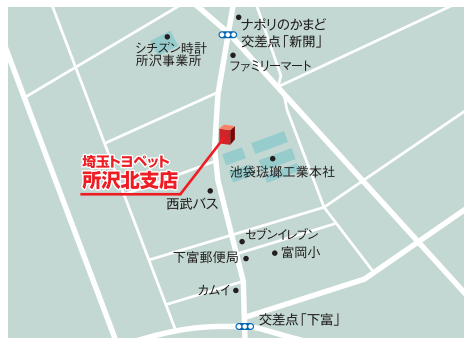 ナポリのかまど
交差点「新開」
シチズン時計
所沢事業所
ファミリーマート
埼玉トヨペット
所沢北支店
池袋琺瑯工業本社
西武バス
セブンイレブン
下富郵便局
富岡小
カムイ
交差点「下富」